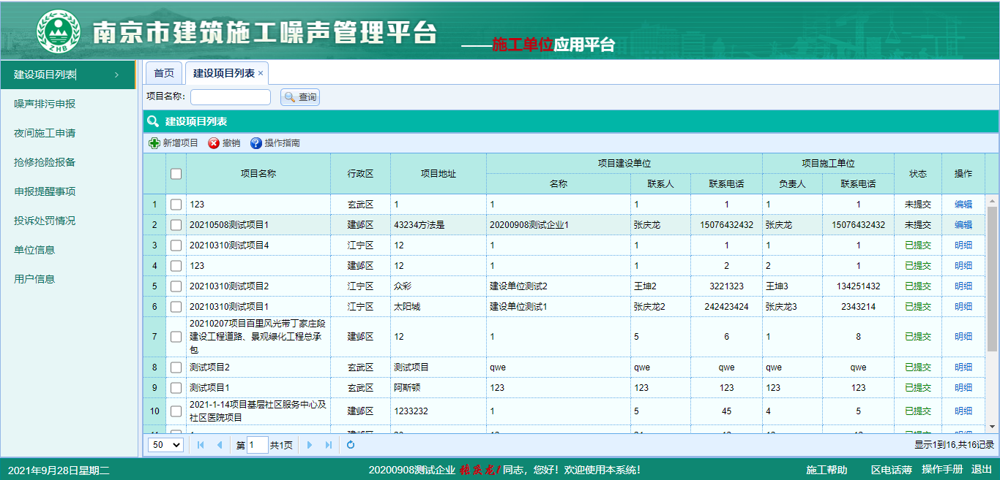 南京市建筑施工噪声管理平台
——施工单位应用平台
ZHB
建设项目列表
噪声排污申报
夜间施工申请
抢修抢险报备
申报提醒事项
投诉处罚情况
单位信息
用户信息
首页 建设项目列表 ×
项目名称: 查询
建设项目列表
新增项目 撤销 操作指南
项目名称 行政区 项目地址 项目建设单位 项目施工单位 状态 操作
名称 联系人 联系电话 负责人 联系电话
1 123 玄武区 1 1 1 1 1 1 未提交 编辑
2 20210508测试项目1 建邺区 43234方法是 20200908测试企业1 张庆龙 15076432432 张庆龙 15076432432 未提交 编辑
3 20210310测试项目4 江宁区 12 1 1 1 1 1 已提交 明细
4 123 建邺区 12 1 1 2 2 1 已提交 明细
5 20210310测试项目2 江宁区 众彩 建设单位测试2 王坤2 3221323 王坤3 134251432 已提交 明细
6 20210310测试项目1 江宁区 太阳城 建设单位测试1 张庆龙2 242423424 张庆龙3 2343214 已提交 明细
20210207项目百里风光带丁家庄段
7 建设工程道路、景观绿化工程总承 建邺区 12 1 5 6 1 8 已提交 明细
包
8 测试项目2 玄武区 测试项目 qwe qwe qwe qwe qwe 已提交 明细
9 测试项目1 玄武区 阿斯顿 123 123 123 123 123 已提交 明细
10 2021-1-14项目基层社区服务中心及 建邺区 1233232 1 5 45 4 5 已提交 明细
社区医院项目
50 第 1 共1页 显示1到16,共16记录
2021年9月28日星期二 20200908测试企业 张庆龙1 同志，您好！欢迎使用本系统！ 施工帮助 区电话薄 操作手册 退出